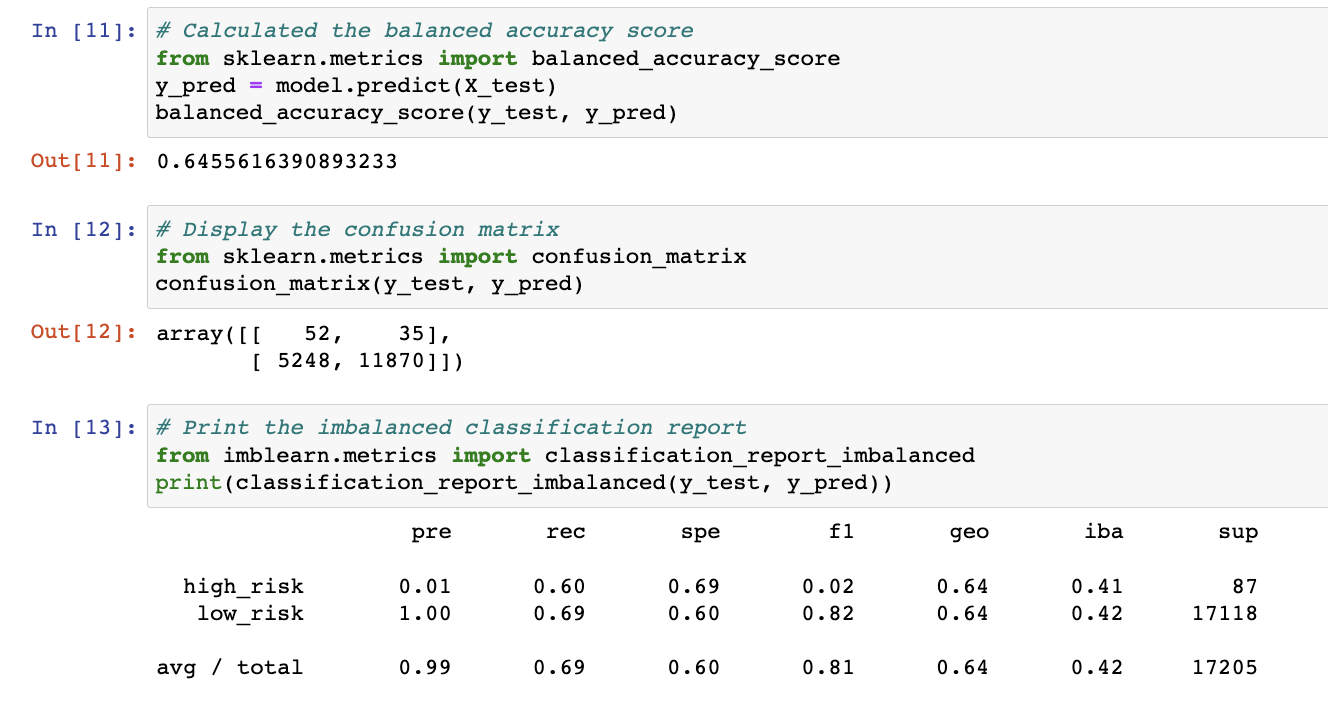 In [11]: # Calculated the balanced accuracy score
from sklearn.metrics import balanced_accuracy_score
y_pred = model.predict(X_test)
balanced_accuracy_score(y_test, y_pred)
Out[11]: 0.6455616390893233
In [12]: # Display the confusion matrix
from sklearn.metrics import confusion_matrix
confusion_matrix(y_test, y_pred)
Out[12]: array([[   52,    35],
       [ 5248, 11870]])
In [13]: # Print the imbalanced classification report
from imblearn.metrics import classification_report_imbalanced
print(classification_report_imbalanced(y_test, y_pred))
pre rec spe f1 geo iba sup
high_risk 0.01 0.60 0.69 0.02 0.64 0.41 87
low_risk 1.00 0.69 0.60 0.82 0.64 0.42 17118
avg / total 0.99 0.69 0.60 0.81 0.64 0.42 17205